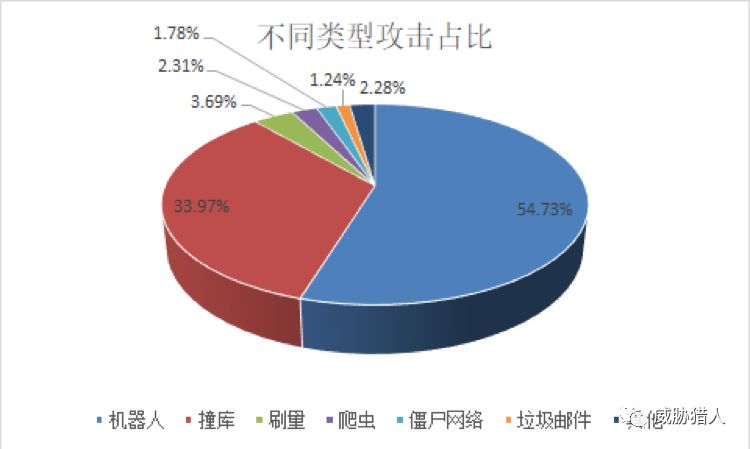 不同类型攻击占比
1.78%
2.31%
3.69%
1.24%
2.28%
33.97%
54.73%
机器人 撞库 刷量 爬虫 僵尸网络 垃圾邮件 其他
威胁猎人